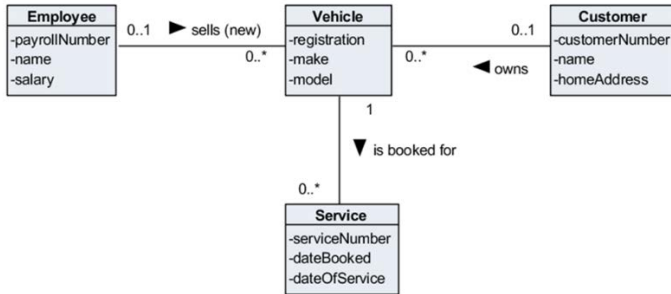 Employee
-payrollNumber
-name
-salary
0..1
sells (new)
0..*
Vehicle
-registration
-make
-model
0..1
0..*
owns
Customer
-customerNumber
-name
-homeAddress
1
is booked for
0..*
Service
-serviceNumber
-dateBooked
-dateOfService